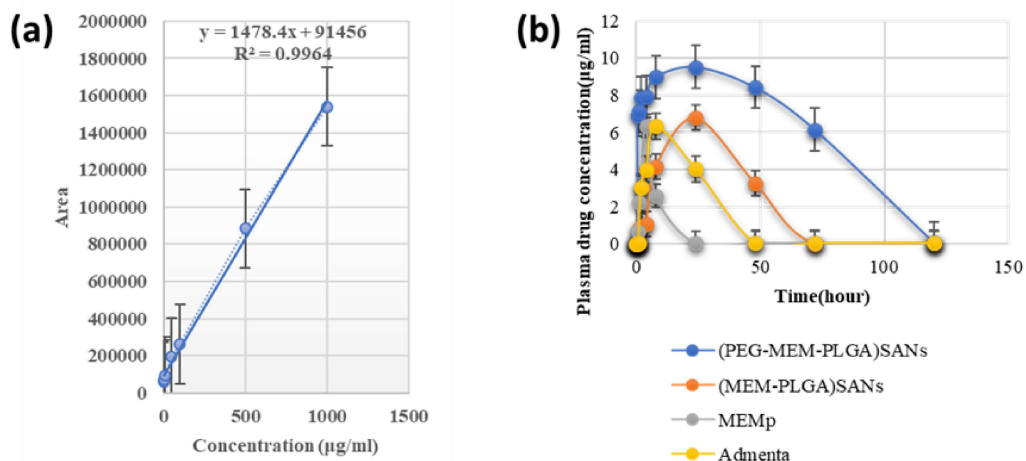 (a)
y = 1478.4x + 91456
R² = 0.9964
2000000
1800000
1600000
1400000
1200000
1000000
800000
600000
400000
200000
0
Area
0 500 1000 1500
Concentration (µg/ml)
(b)
Plasma drug concentration(µg/ml)
12
10
8
6
4
2
0
0 50 100 150
Time(hour)
(PEG-MEM-PLGA)SANs
(MEM-PLGA)SANs
MEMp
Admenta